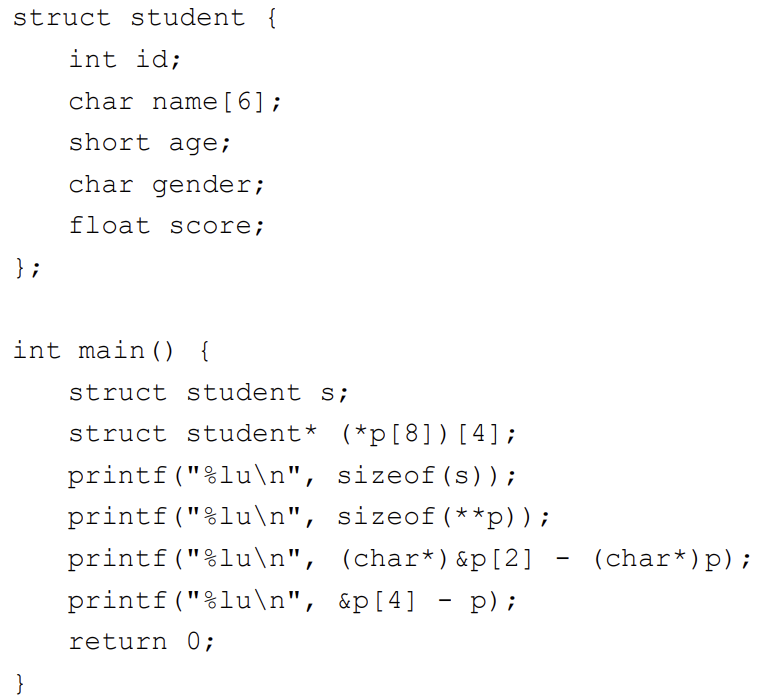 struct student {
    int id;
    char name[6];
    short age;
    char gender;
    float score;
};

int main() {
    struct student s;
    struct student* (*p[8])[4];
    printf("%lu\n", sizeof(s));
    printf("%lu\n", sizeof(**p));
    printf("%lu\n", (char*)&p[2] - (char*)p);
    printf("%lu\n", &p[4] - p);
    return 0;
}